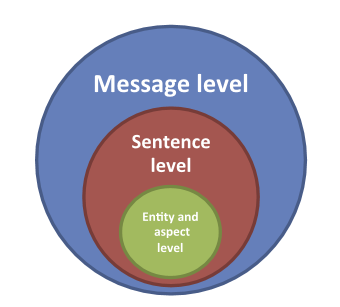 Message level
Sentence
level
Entity and
aspect
level